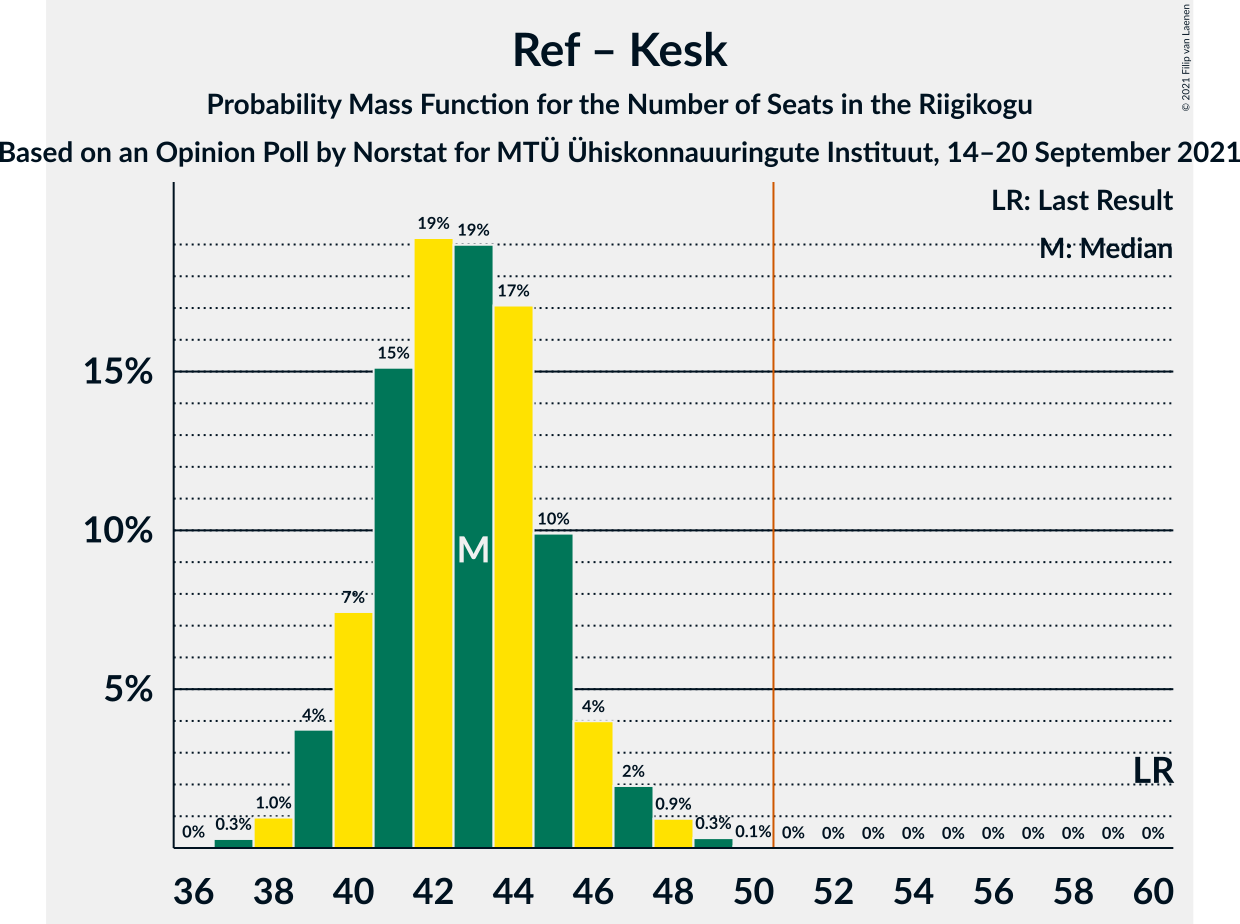 Ref – Kesk
Probability Mass Function for the Number of Seats in the Riigikogu
Based on an Opinion Poll by Norstat for MTÜ Ühiskonnauuringute Instituut, 14–20 September 2021
© 2021 Filip van Laenen
LR: Last Result
M: Median
19% 19%
17%
15%
15%
10%
10%
M
7%
5%
4% 4%
2%
LR
0% 0.3% 1.0% 0.9% 0.3% 0.1% 0% 0% 0% 0% 0% 0% 0% 0% 0% 0%
36 38 40 42 44 46 48 50 52 54 56 58 60